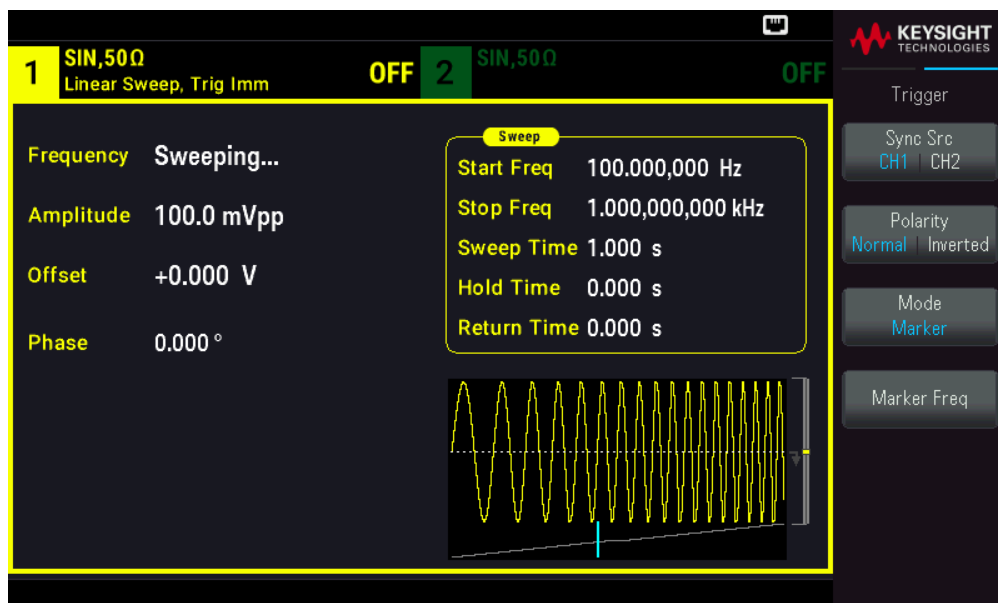 1
SIN,50Ω
Linear Sweep, Trig Imm
OFF
2
SIN,50Ω
OFF
Frequency Sweeping...
Amplitude 100.0 mVpp
Offset +0.000 V
Phase 0.000 °
Sweep
Start Freq 100.000,000 Hz
Stop Freq 1.000,000,000 kHz
Sweep Time 1.000 s
Hold Time 0.000 s
Return Time 0.000 s
KEYSIGHT
TECHNOLOGIES
Trigger
Sync Src
CH1 | CH2
Polarity
Normal | Inverted
Mode
Marker
Marker Freq